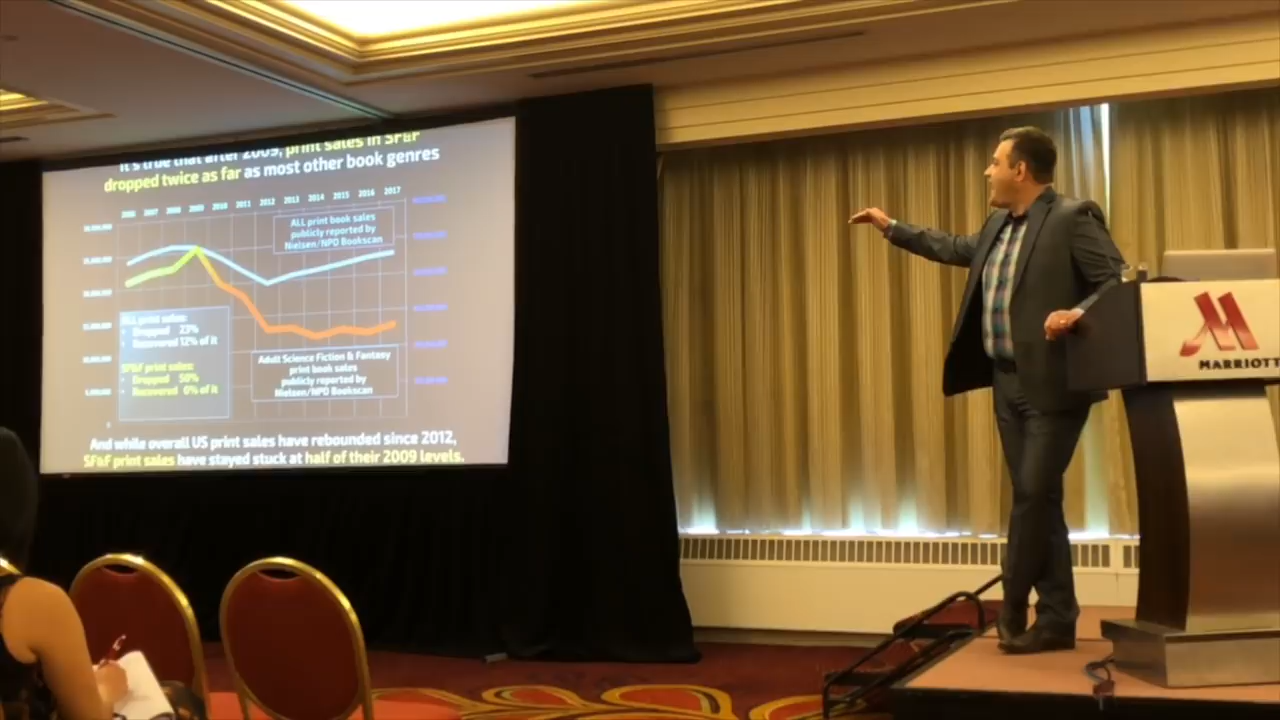 It's true that after 2009, print sales in SF&F
dropped twice as far as most other book genres
2006 2007 2008 2009 2010 2011 2012 2013 2014 2015 2016 2017
ALL print book sales
publicly reported by
Nielsen/NPD Bookscan
ALL print sales:
• Dropped 23%
• Recovered 12% of it
SF&F print sales:
• Dropped 50%
• Recovered 0% of it
Adult Science Fiction & Fantasy
print book sales
publicly reported by
Nielsen/NPD Bookscan
And while overall US print sales have rebounded since 2012,
SF&F print sales have stayed stuck at half of their 2009 levels.
MARRIOTT